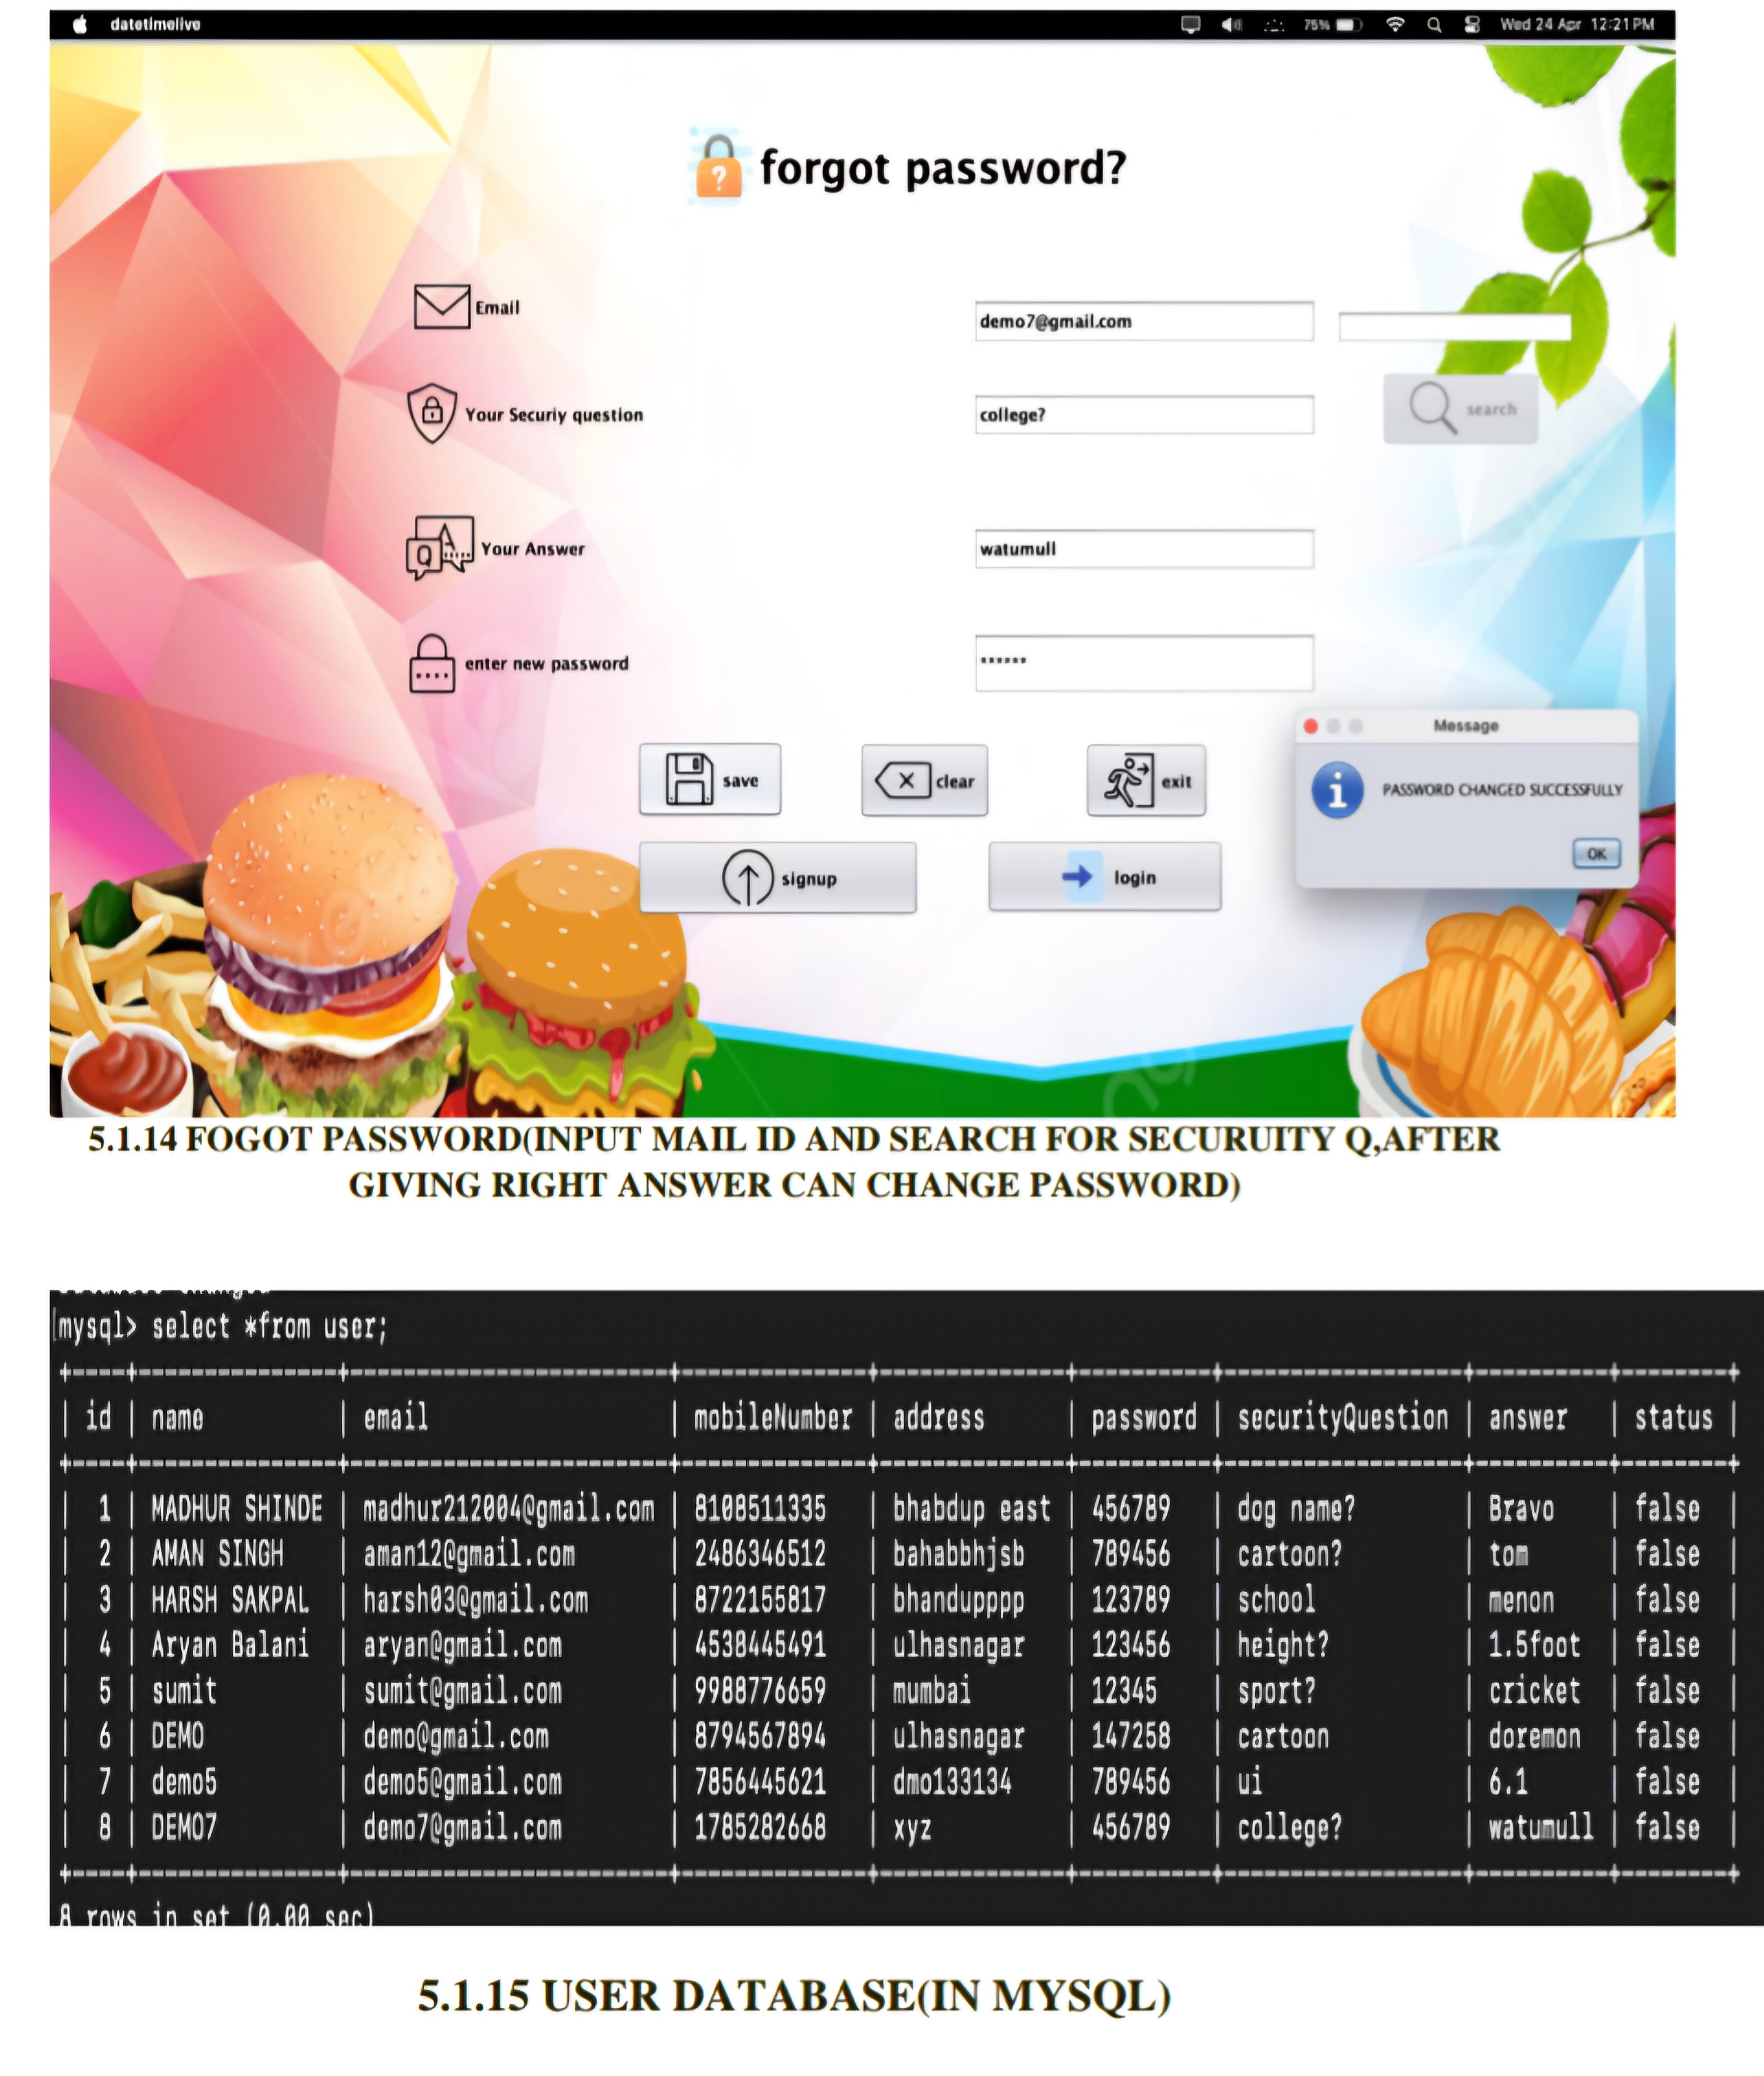 datetimelive 75% Wed 24 Apr 12:21 PM
forgot password?
Email demo7@gmail.com
Your Securiy question college? search
Your Answer watumull
enter new password ••••••
Message
PASSWORD CHANGED SUCCESSFULLY
OK
save clear exit
signup login
5.1.14 FOGOT PASSWORD(INPUT MAIL ID AND SEARCH FOR SECURUITY Q,AFTER
GIVING RIGHT ANSWER CAN CHANGE PASSWORD)
mysql> select *from user;
| id | name | email | mobileNumber | address | password | securityQuestion | answer | status |
| 1 | MADHUR SHINDE | madhur212004@gmail.com | 8108511335 | bhabdup east | 456789 | dog name? | Bravo | false |
| 2 | AMAN SINGH | aman12@gmail.com | 2486346512 | bahabbhjsb | 789456 | cartoon? | tom | false |
| 3 | HARSH SAKPAL | harsh03@gmail.com | 8722155817 | bhandupppp | 123789 | school | menon | false |
| 4 | Aryan Balani | aryan@gmail.com | 4538445491 | ulhasnagar | 123456 | height? | 1.5foot | false |
| 5 | sumit | sumit@gmail.com | 9988776659 | mumbai | 12345 | sport? | cricket | false |
| 6 | DEMO | demo@gmail.com | 8794567894 | ulhasnagar | 147258 | cartoon | doremon | false |
| 7 | demo5 | demo5@gmail.com | 7856445621 | dmo133134 | 789456 | ui | 6.1 | false |
| 8 | DEMO7 | demo7@gmail.com | 1785282668 | xyz | 456789 | college? | watumull | false |
8 rows in set (0.00 sec)
5.1.15 USER DATABASE(IN MYSQL)